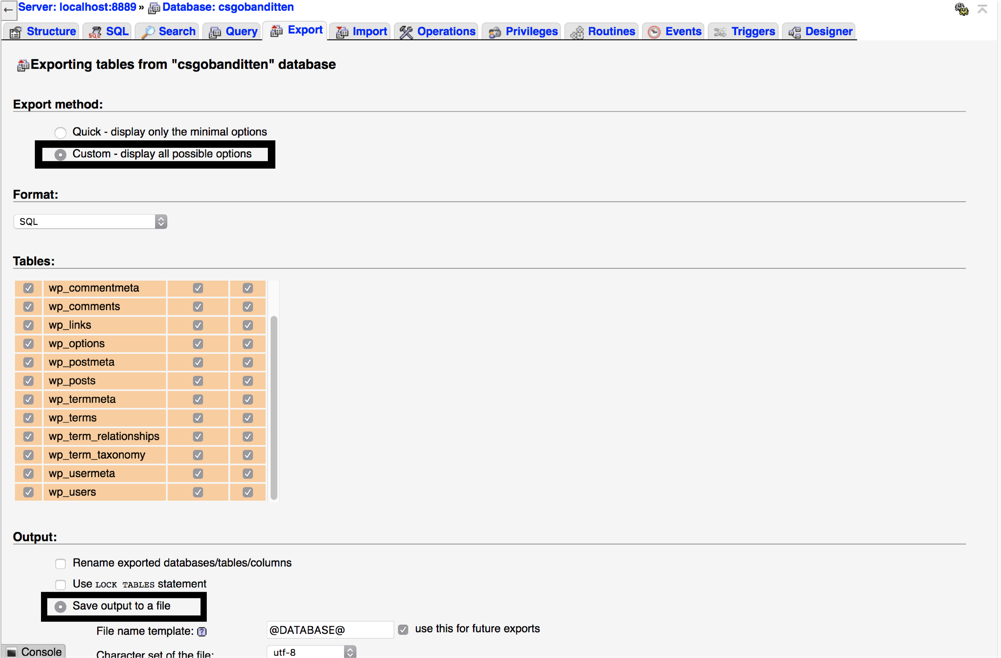 Server: localhost:8889 » Database: csgobanditten
Structure SQL Search Query Export Import Operations Privileges Routines Events Triggers Designer
Exporting tables from "csgobanditten" database
Export method:
Quick - display only the minimal options
Custom - display all possible options
Format:
SQL
Tables:
wp_commentmeta
wp_comments
wp_links
wp_options
wp_postmeta
wp_posts
wp_termmeta
wp_terms
wp_term_relationships
wp_term_taxonomy
wp_usermeta
wp_users
Output:
Rename exported databases/tables/columns
Use LOCK TABLES statement
Save output to a file
File name template: @DATABASE@ use this for future exports
Character set of the file: utf-8
Console